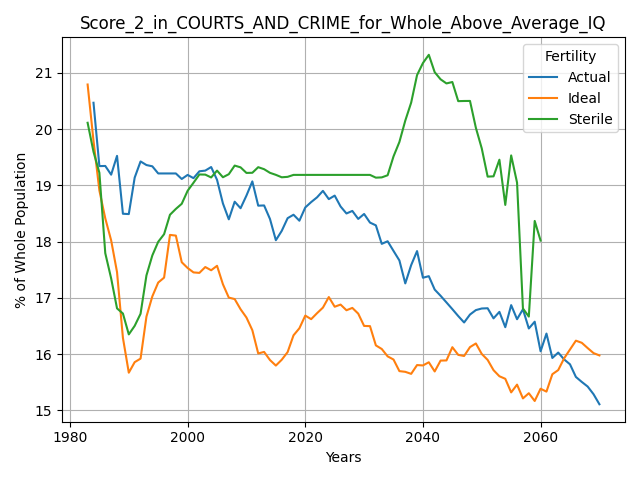 Score_2_in_COURTS_AND_CRIME_for_Whole_Above_Average_IQ
Fertility
Actual
Ideal
Sterile
% of Whole Population
21
20
19
18
17
16
15
1980
2000
2020
2040
2060
Years